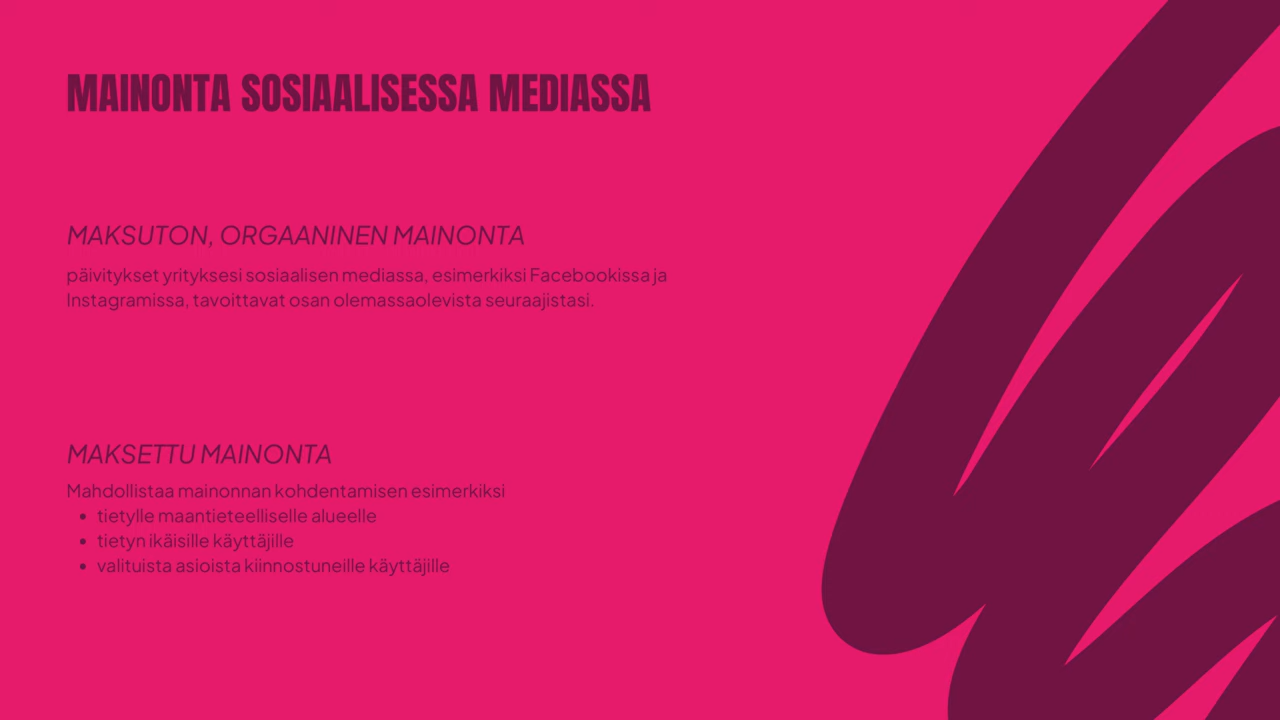 MAINONTA SOSIAALISESSA MEDIASSA
MAKSUTON, ORGAANINEN MAINONTA
päivitykset yrityksesi sosiaalisen mediassa, esimerkiksi Facebookissa ja
Instagramissa, tavoittavat osan olemassaolevista seuraajistasi.
MAKSETTU MAINONTA
Mahdollistaa mainonnan kohdentamisen esimerkiksi
• tietylle maantieteelliselle alueelle
• tietyn ikäisille käyttäjille
• valituista asioista kiinnostuneille käyttäjille